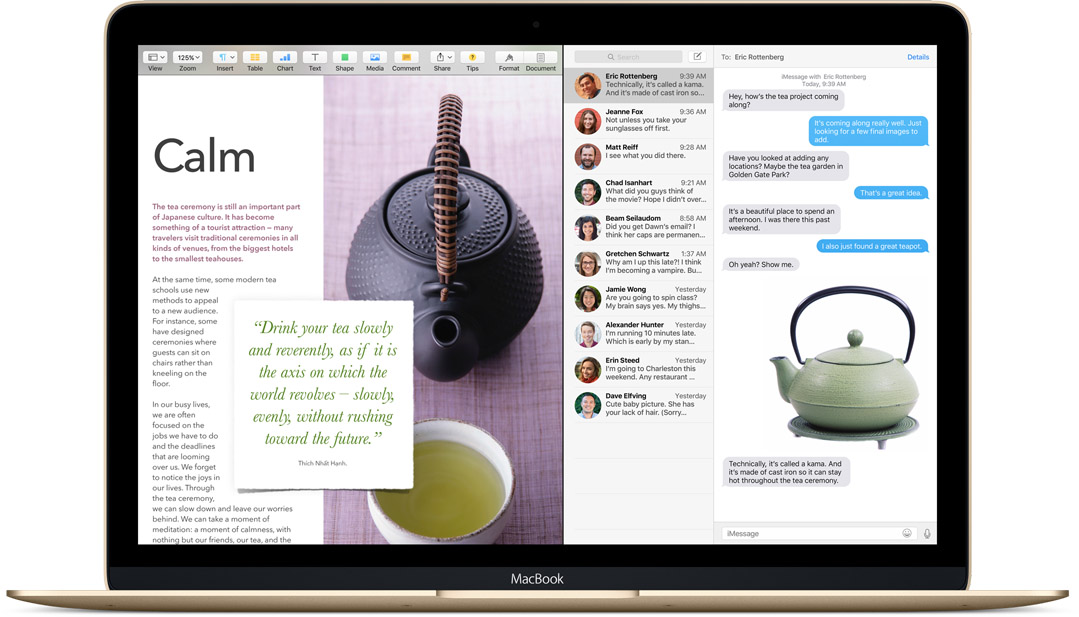 125%
View
Zoom
Insert
Table
Chart
Text
Shape
Media
Comment
Share
Tips
Format
Document
Calm
The tea ceremony is still an important part
of Japanese culture. It has become
something of a tourist attraction – many
travelers visit traditional ceremonies in all
kinds of venues, from the biggest hotels
to the smallest teahouses.
At the same time, some modern tea
schools use new
methods to appeal
to a new audience.
For instance, some
have designed
ceremonies where
guests can sit on
chairs rather than
kneeling on the
floor.
In our busy lives,
we are often
focused on the
jobs we have to do
and the deadlines
that are looming
over us. We forget
to notice the joys in
our lives. Through
the tea ceremony,
we can slow down and leave our worries
behind. We can take a moment of
meditation: a moment of calmness, with
nothing but our friends, our tea, and the
“Drink your tea slowly
and reverently, as if it is
the axis on which the
world revolves – slowly,
evenly, without rushing
toward the future.”
Thich Nhất Hạnh.
Search
Eric Rottenberg 9:39 AM
Technically, it's called a kama.
And it's made of cast iron so...
Jeanne Fox 9:36 AM
Not unless you take your
sunglasses off first.
Matt Reiff 9:28 AM
I see what you did there.
Chad Isanhart 9:21 AM
What did you guys think of
the movie? Hope I didn't over...
Beam Seilaudom 8:58 AM
Did you get Dawn's email? I
think her caps are permanen...
Gretchen Schwartz 1:37 AM
Why am I up this late?! I think
I'm becoming a vampire. Bu...
Jamie Wong Yesterday
Are you going to spin class?
My brain says yes. My thighs...
Alexander Hunter Yesterday
I'm running 10 minutes late.
Which is early by my stan...
Erin Steed Yesterday
I'm going to Charleston this
weekend. Any restaurant ...
Dave Elfving Yesterday
Cute baby picture. She has
your lack of hair. (Sorry...
To: Eric Rottenberg Details
iMessage with Eric Rottenberg
Today, 9:39 AM
Hey, how's the tea project coming
along?
It's coming along really well. Just
looking for a few final images to
add.
Have you looked at adding any
locations? Maybe the tea garden in
Golden Gate Park?
That's a great idea.
It's a beautiful place to spend an
afternoon. I was there this past
weekend.
I also just found a great teapot.
Oh yeah? Show me.
Technically, it's called a kama. And
it's made of cast iron so it can stay
hot throughout the tea ceremony.
iMessage
MacBook